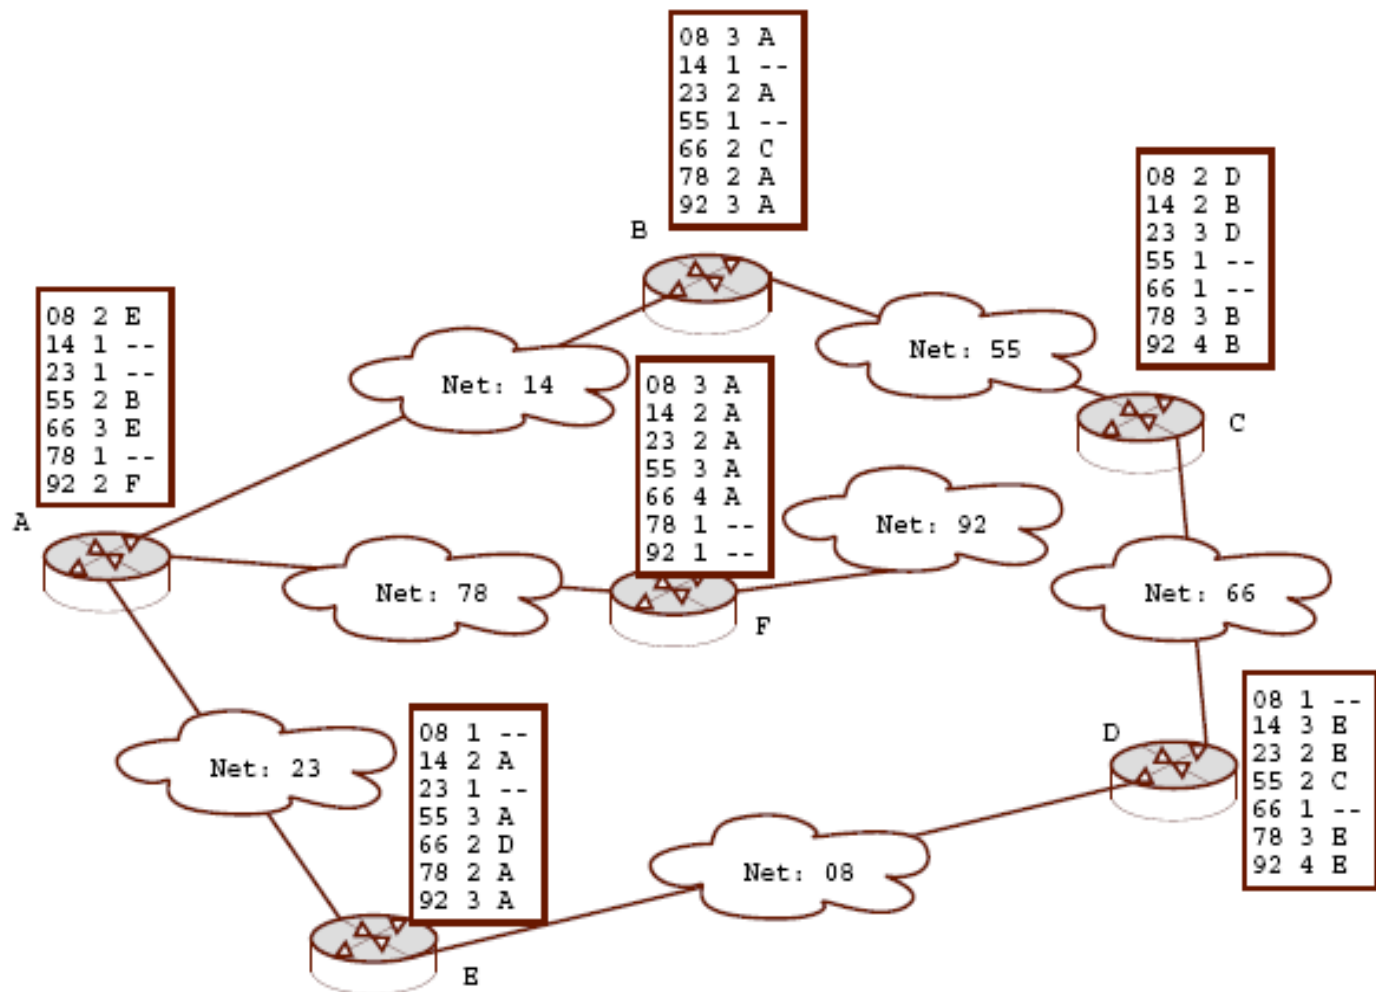 08 3 A
14 1 --
23 2 A
55 1 --
66 2 C
78 2 A
92 3 A
B
08 2 D
14 2 B
23 3 D
55 1 --
66 1 --
78 3 B
92 4 B
C
08 2 E
14 1 --
23 1 --
55 2 B
66 3 E
78 1 --
92 2 F
A
Net: 14
Net: 55
08 3 A
14 2 A
23 2 A
55 3 A
66 4 A
78 1 --
92 1 --
F
Net: 92
Net: 78
Net: 66
08 1 --
14 3 E
23 2 E
55 2 C
66 1 --
78 3 E
92 4 E
D
Net: 23
08 1 --
14 2 A
23 1 --
55 3 A
66 2 D
78 2 A
92 3 A
E
Net: 08